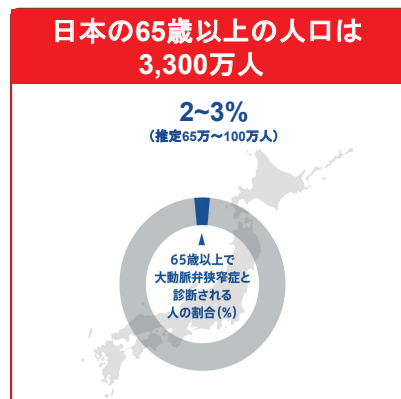 日本の65歳以上の人口は
3,300万人
2~3%
（推定65万～100万人）
65歳以上で
大動脈弁狭窄症と
診断される
人の割合(%)